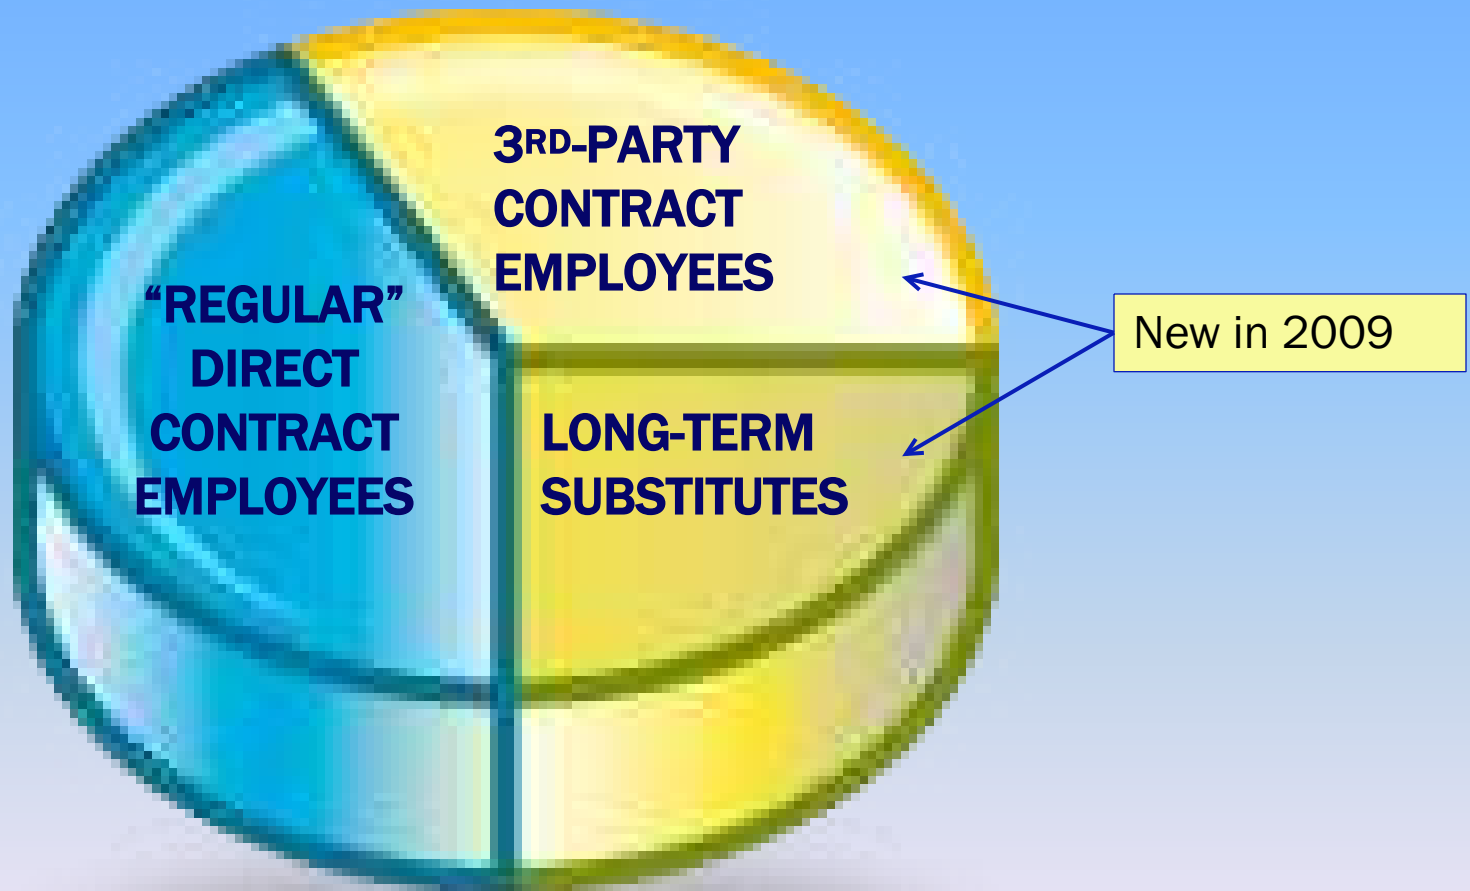 3RD-PARTY
CONTRACT
EMPLOYEES
“REGULAR”
DIRECT
CONTRACT
EMPLOYEES
New in 2009
LONG-TERM
SUBSTITUTES